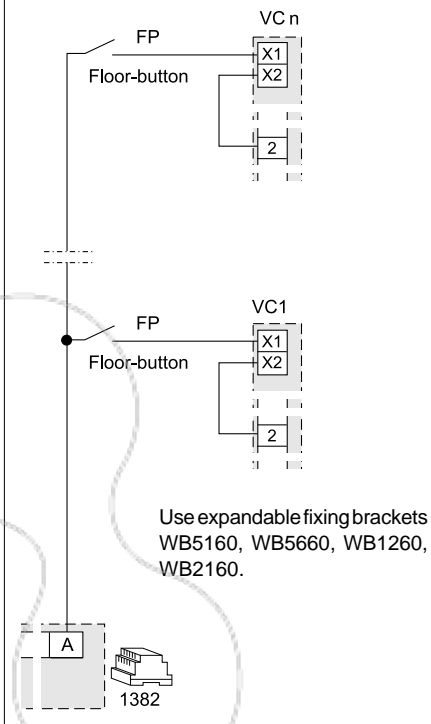 VC n
FP
X1
Floor-button
X2
2
VC1
FP
X1
Floor-button
X2
2
Use expandable fixing brackets
WB5160, WB5660, WB1260,
WB2160.
A
1382